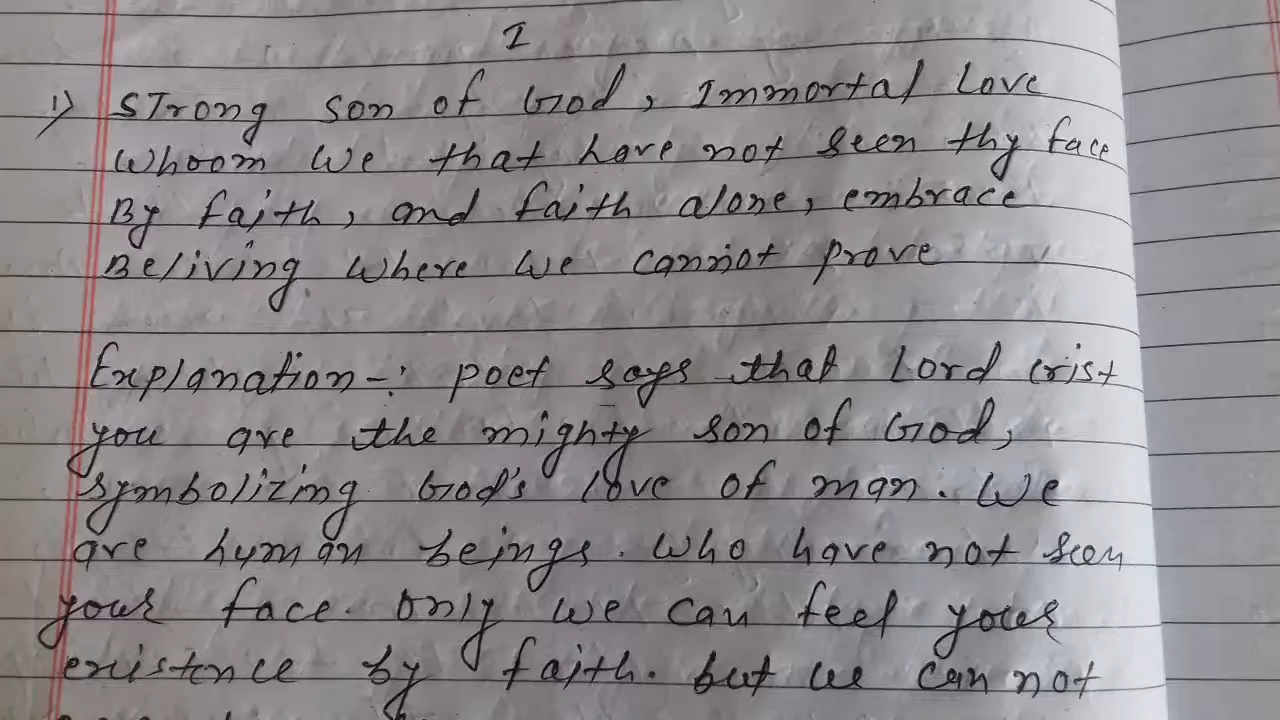 I
1) Strong son of God, Immortal Love
Whoom we that have not seen thy face
By faith, and faith alone, embrace
Beliving where we cannot prove
Explanation-: poet says that Lord Crist
you are the mighty son of God,
symbolizing God's love of man. We
are human beings. Who have not seen
your face. only we can feel your
existence by faith. but we can not